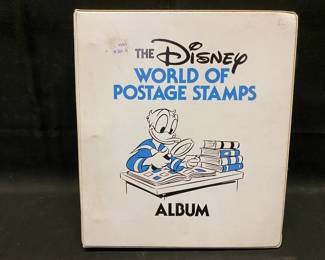 THE Disney
WORLD OF
POSTAGE STAMPS
ALBUM